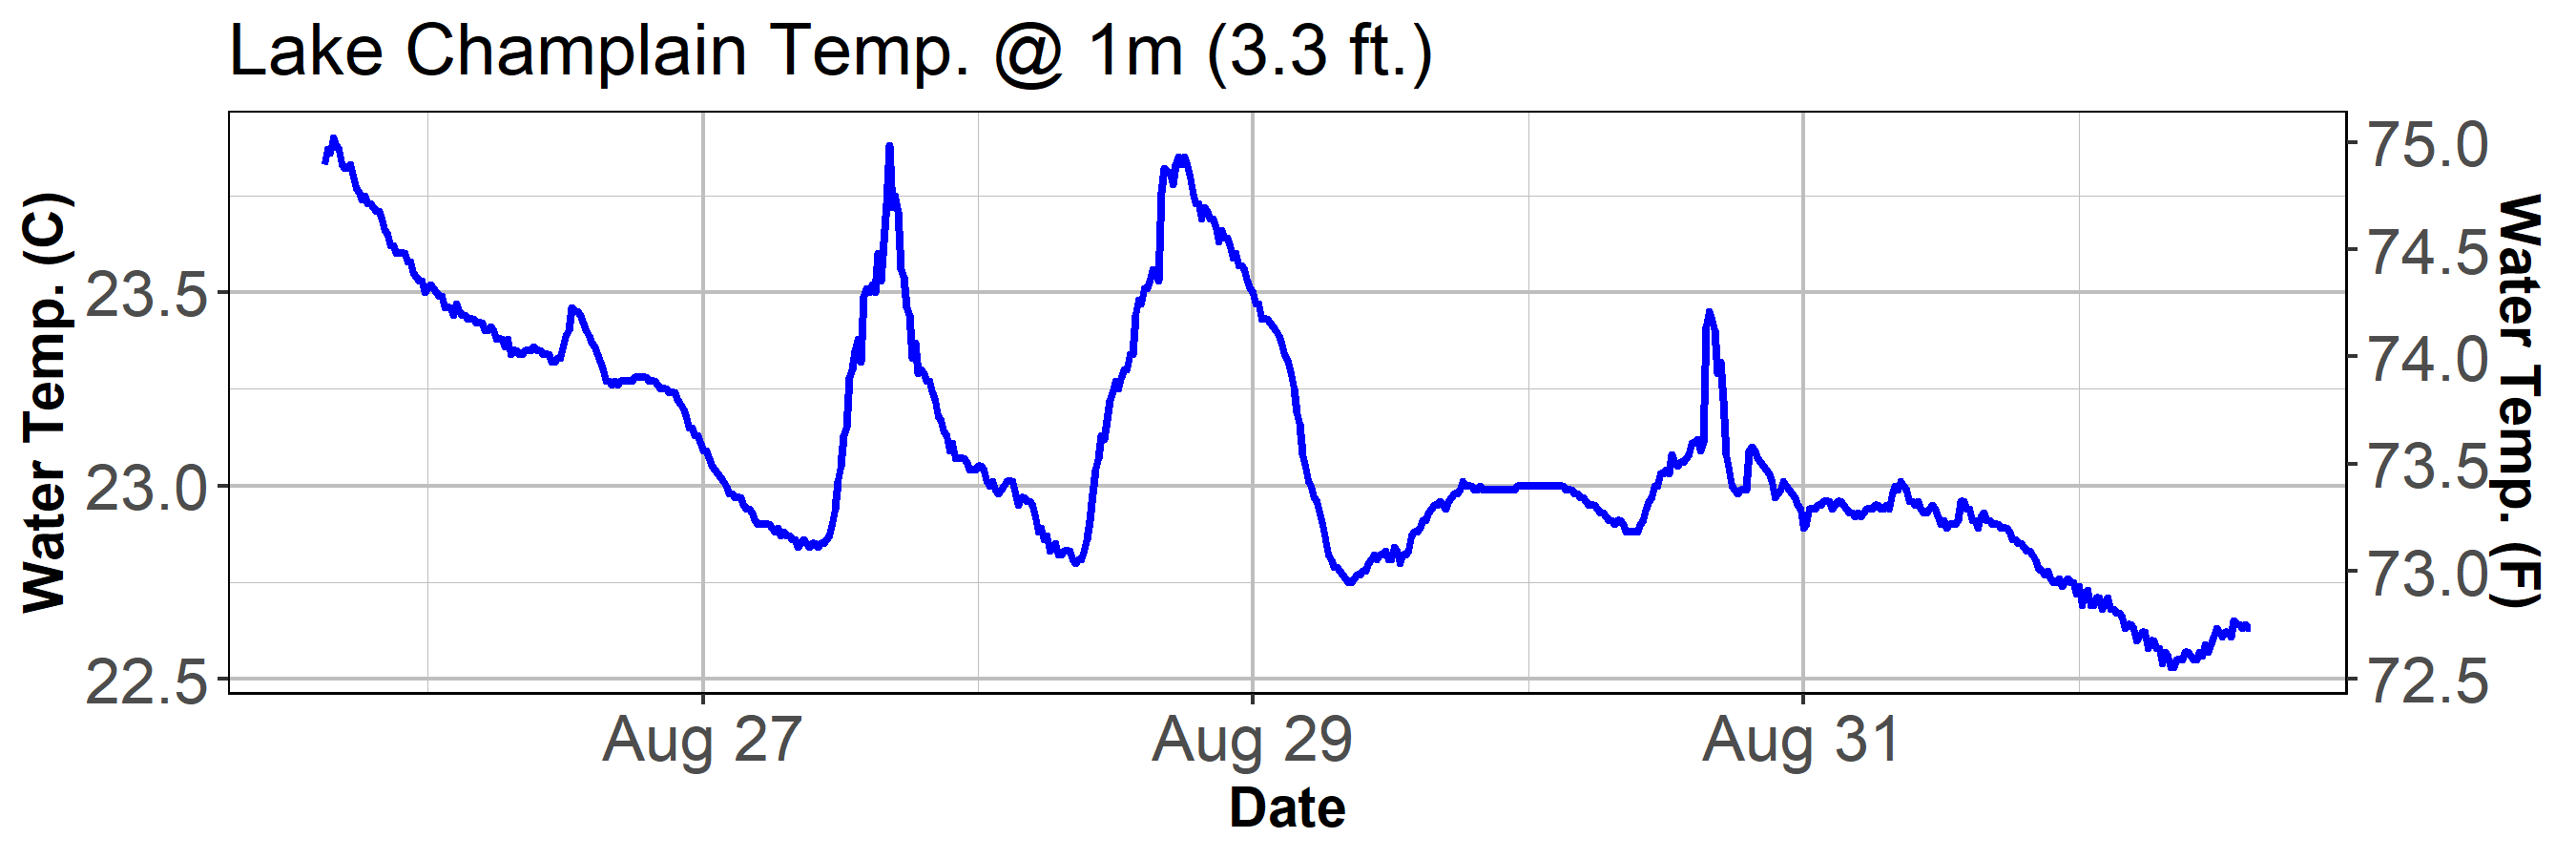 Lake Champlain Temp. @ 1m (3.3 ft.)
Water Temp. (C)
23.5
23.0
22.5
75.0
74.5
74.0
73.5
73.0
72.5
Water Temp. (F)
Aug 27
Aug 29
Aug 31
Date